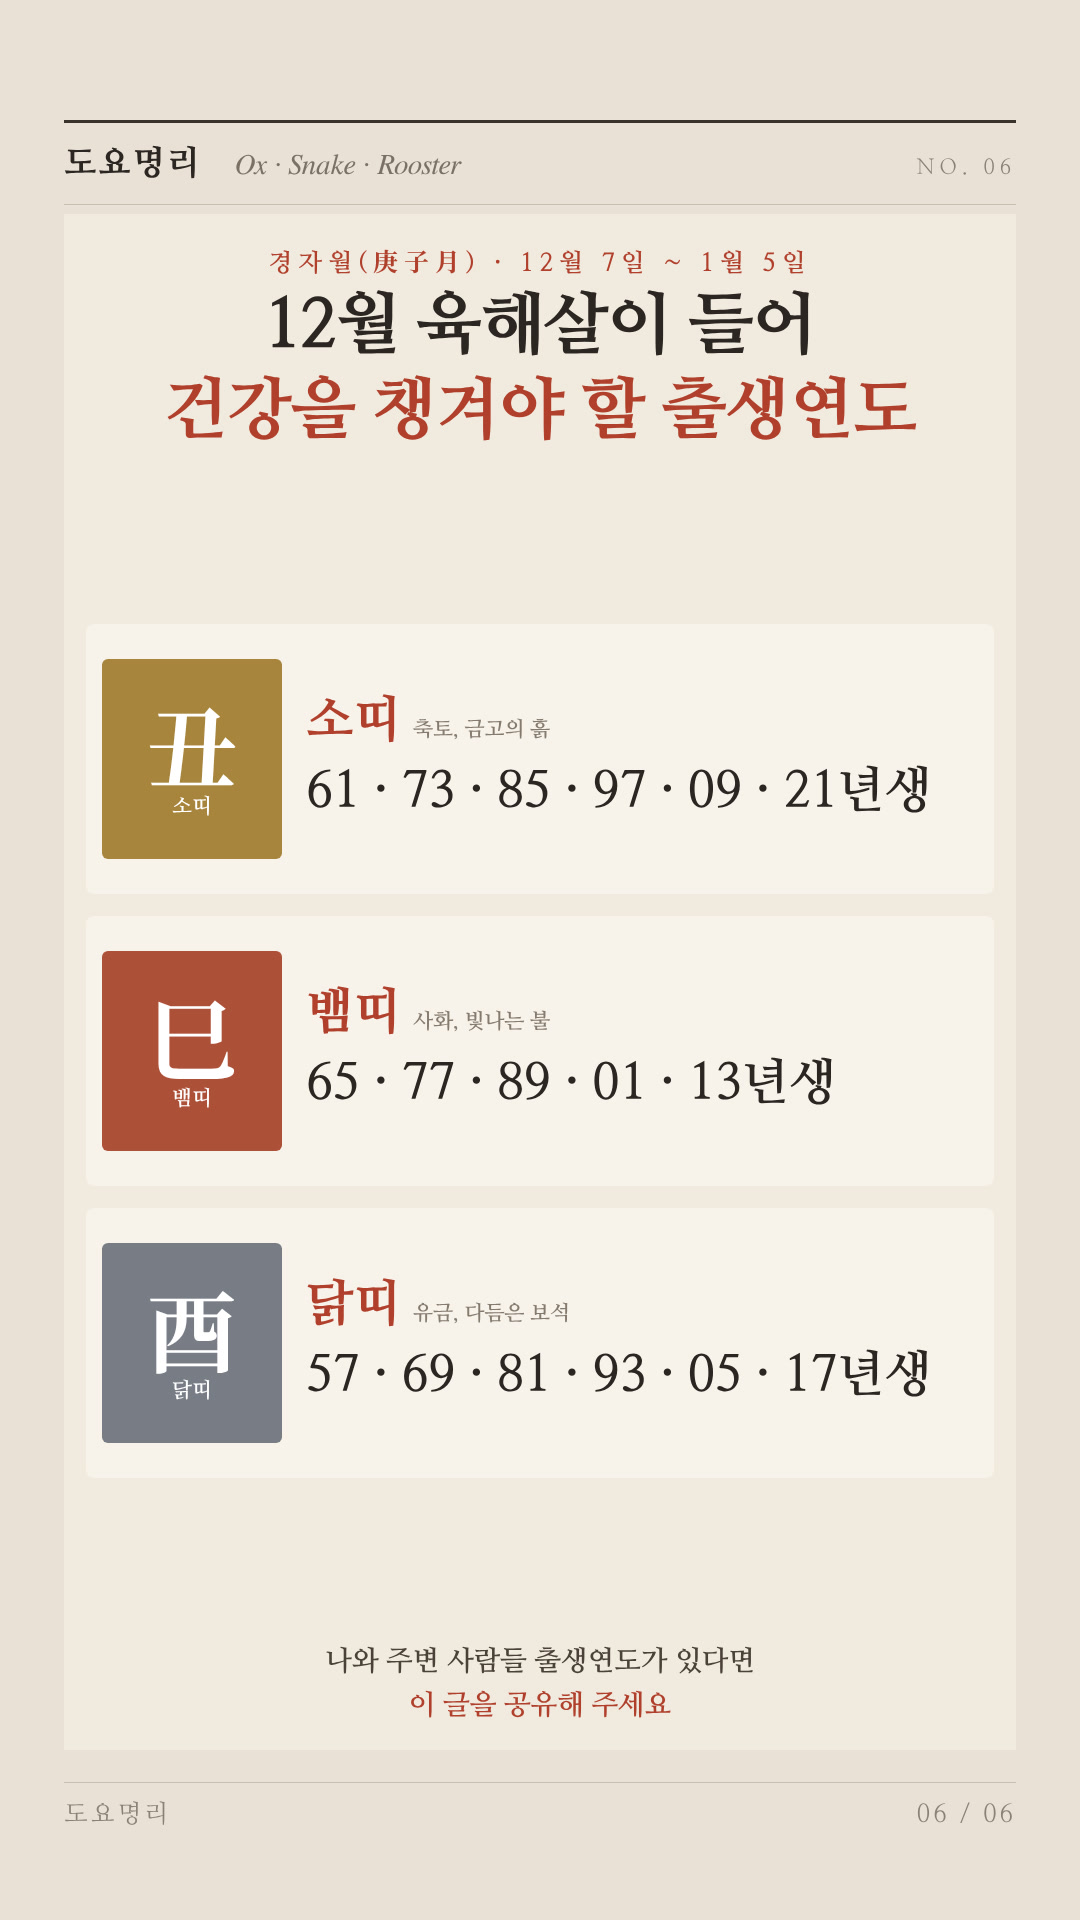 도요명리 Ox · Snake · Rooster NO. 06
경자월(庚子月) · 12월 7일 ~ 1월 5일
12월 육해살이 들어
건강을 챙겨야 할 출생연도
丑
소띠
소띠 축토, 금고의 흙
61 · 73 · 85 · 97 · 09 · 21년생
巳
뱀띠
뱀띠 사화, 빛나는 불
65 · 77 · 89 · 01 · 13년생
酉
닭띠
닭띠 유금, 다듬은 보석
57 · 69 · 81 · 93 · 05 · 17년생
나와 주변 사람들 출생연도가 있다면
이 글을 공유해 주세요
도요명리 06 / 06